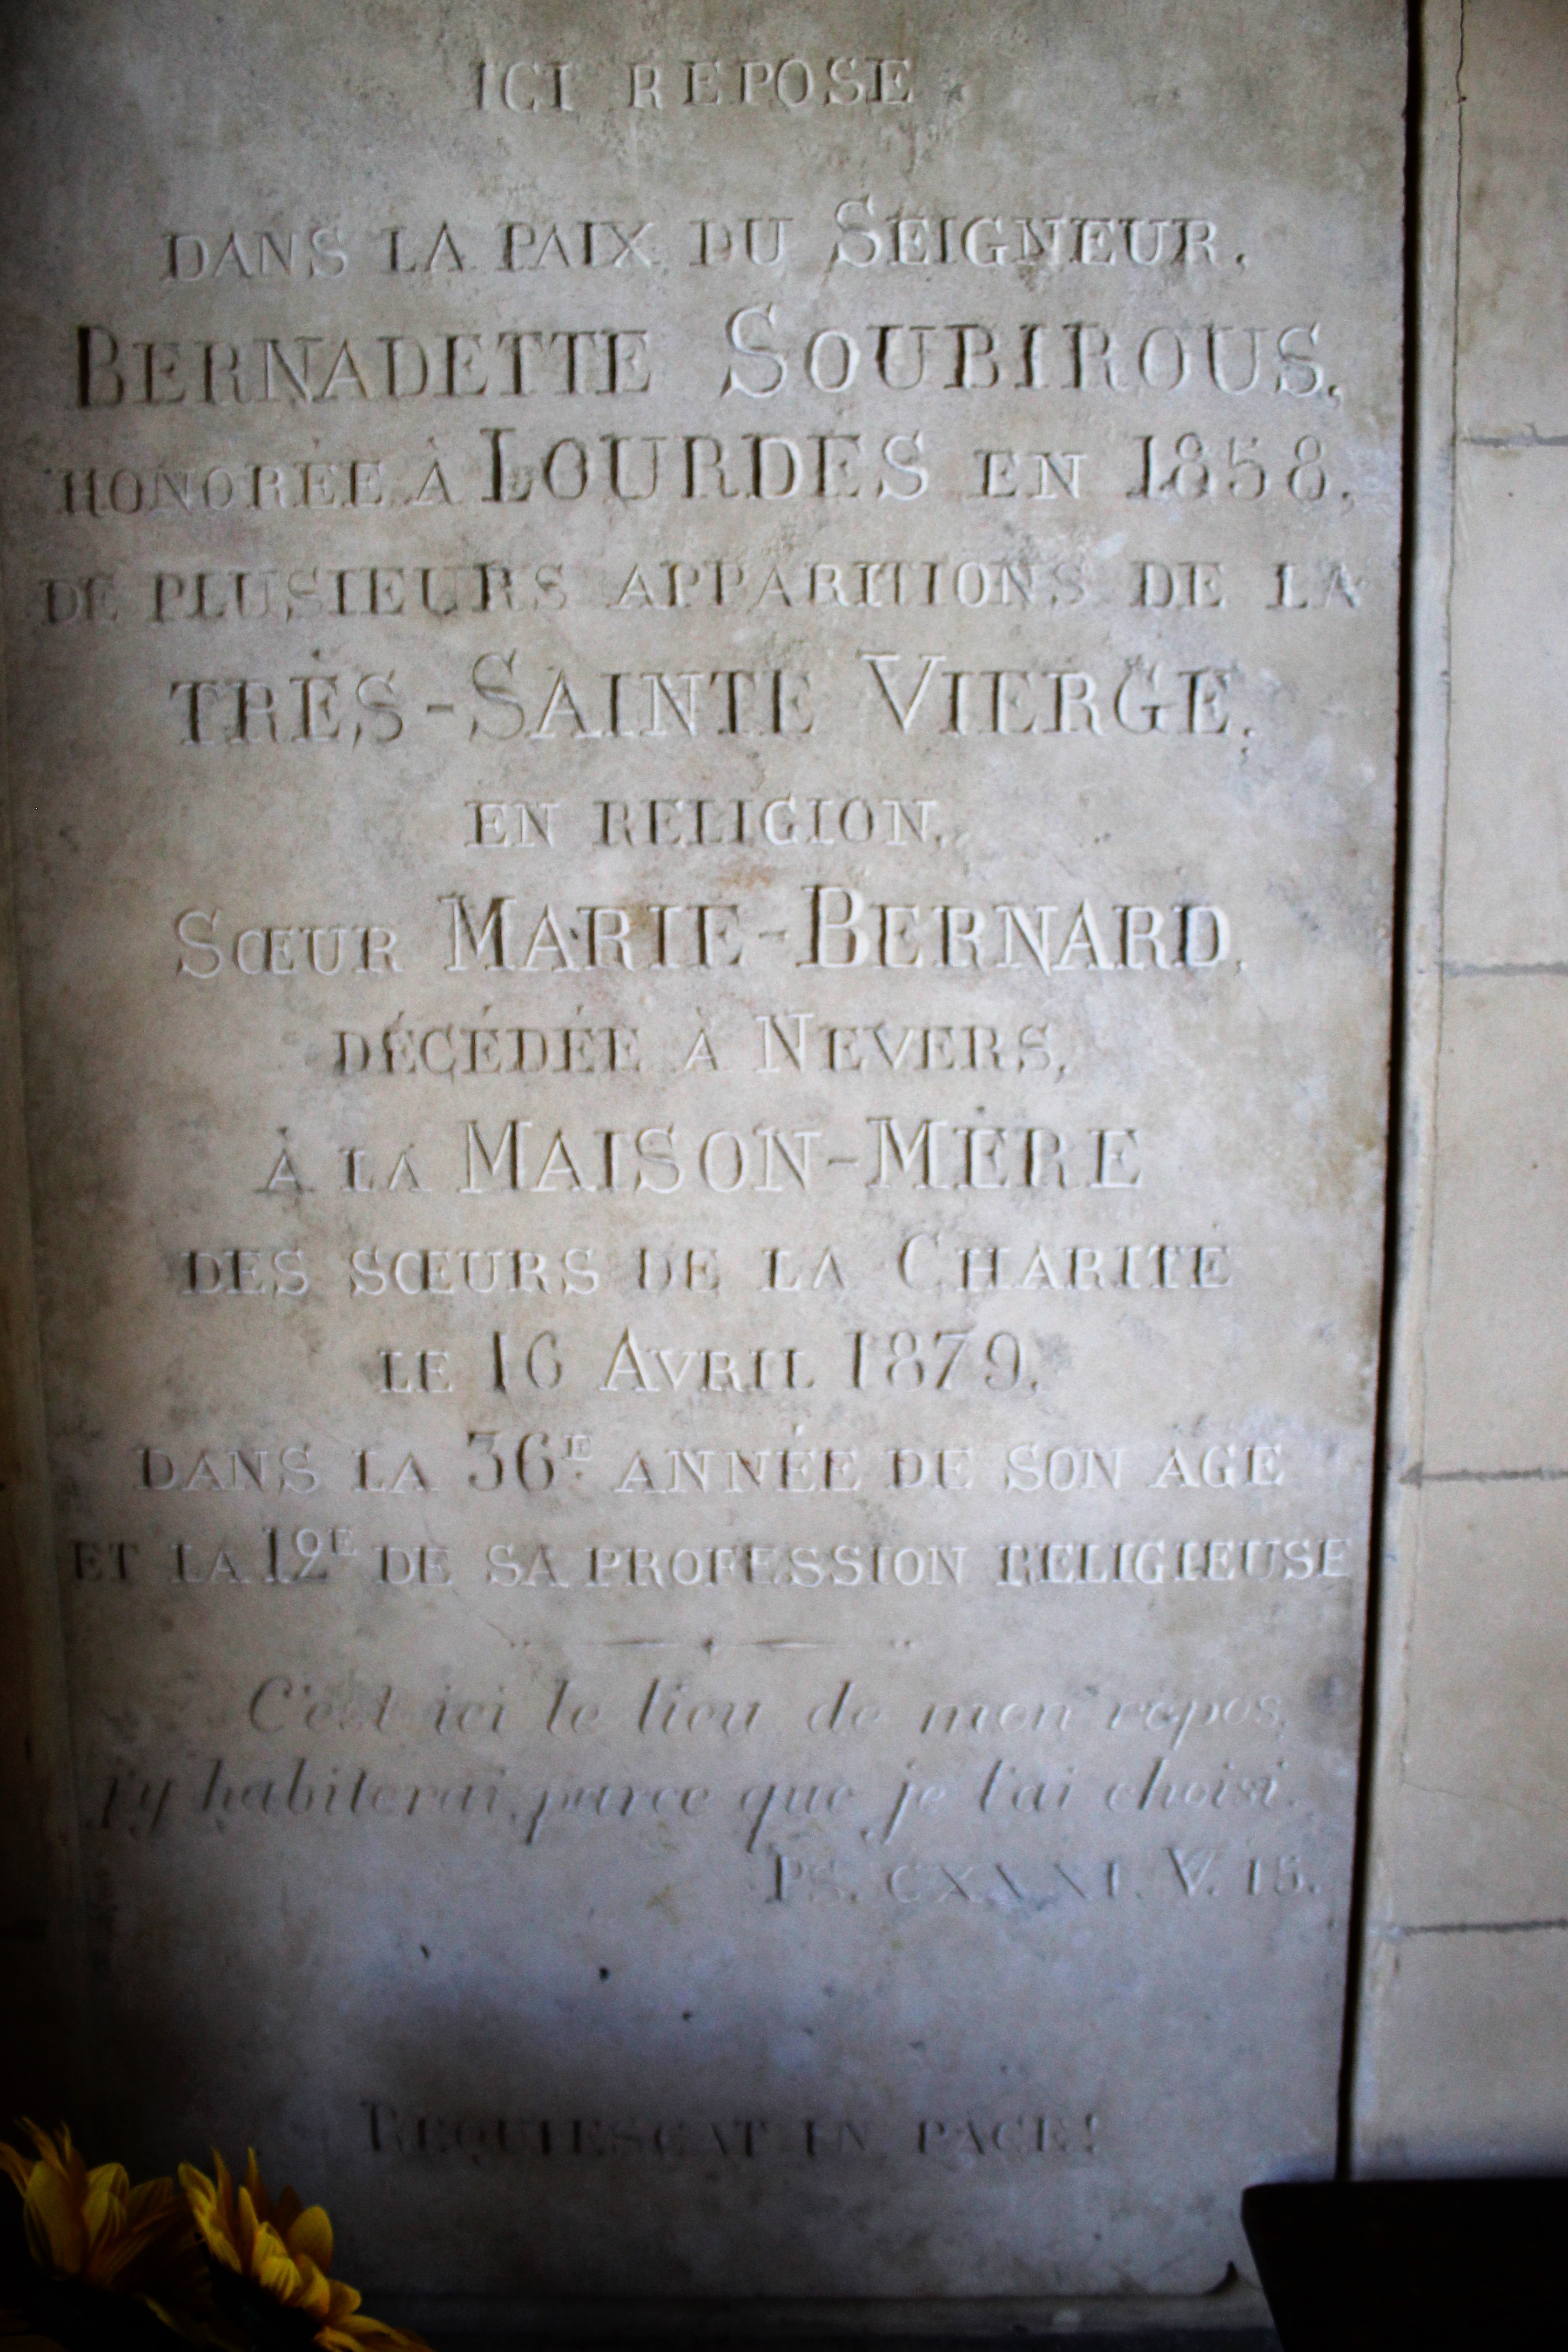 ICI REPOSE
DANS LA PAIX DU SEIGNEUR,
BERNADETTE SOUBIROUS,
HONORÉE À LOURDES EN 1858,
DE PLUSIEURS APPARITIONS DE LA
TRÈS-SAINTE VIERGE,
EN RELIGION,
SŒUR MARIE-BERNARD,
DÉCÉDÉE À NEVERS,
À LA MAISON-MÈRE
DES SŒURS DE LA CHARITÉ
LE 16 AVRIL 1879,
DANS LA 36E ANNÉE DE SON AGE
ET LA 12E DE SA PROFESSION RELIGIEUSE
C'est ici le lieu de mon repos,
j'y habiterai, parce que je l'ai choisi.
PS. CXXXI. V. 15.
REQUIESCAT IN PACE!